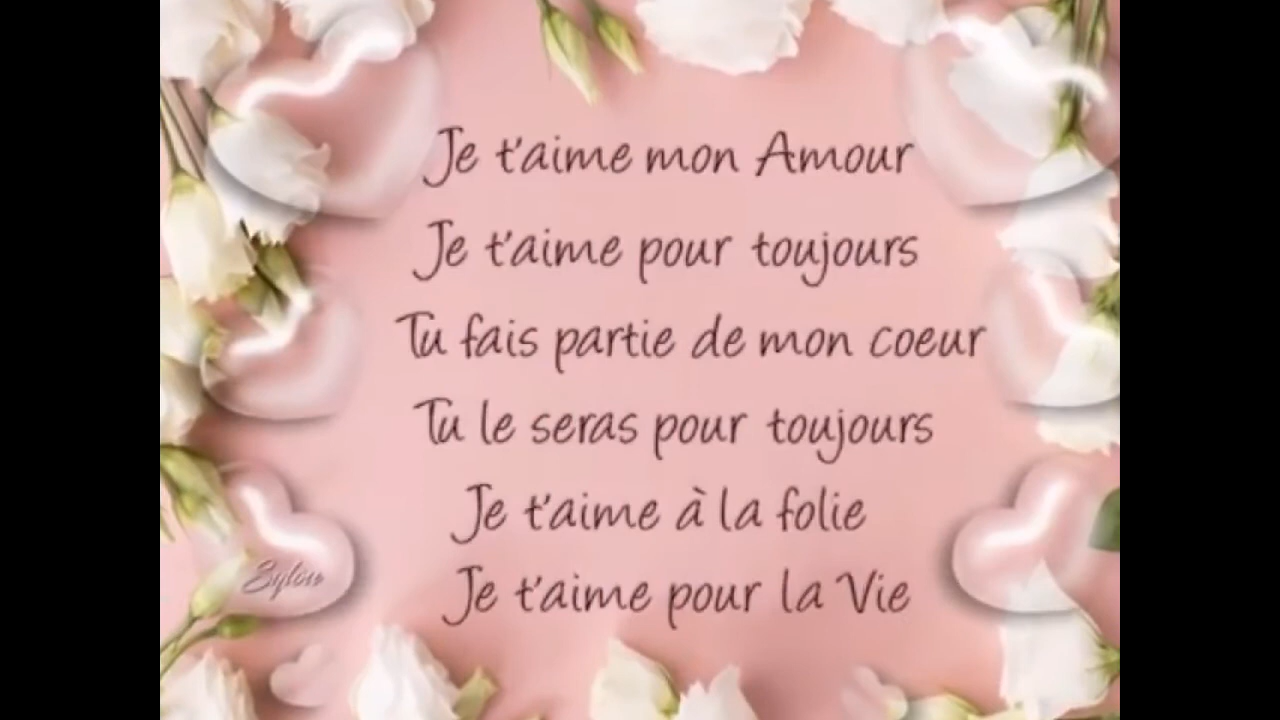 Je t'aime mon Amour
Je t'aime pour toujours
Tu fais partie de mon coeur
Tu le seras pour toujours
Je t'aime à la folie
Je t'aime pour la Vie